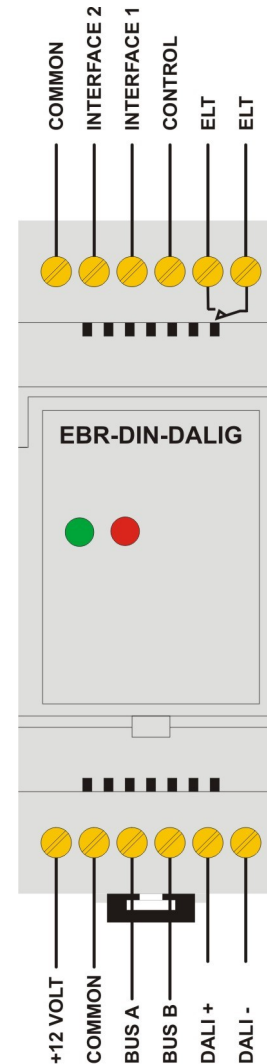 COMMON
INTERFACE 2
INTERFACE 1
CONTROL
ELT
ELT
EBR-DIN-DALIG
+12 VOLT
COMMON
BUS A
BUS B
DALI +
DALI -